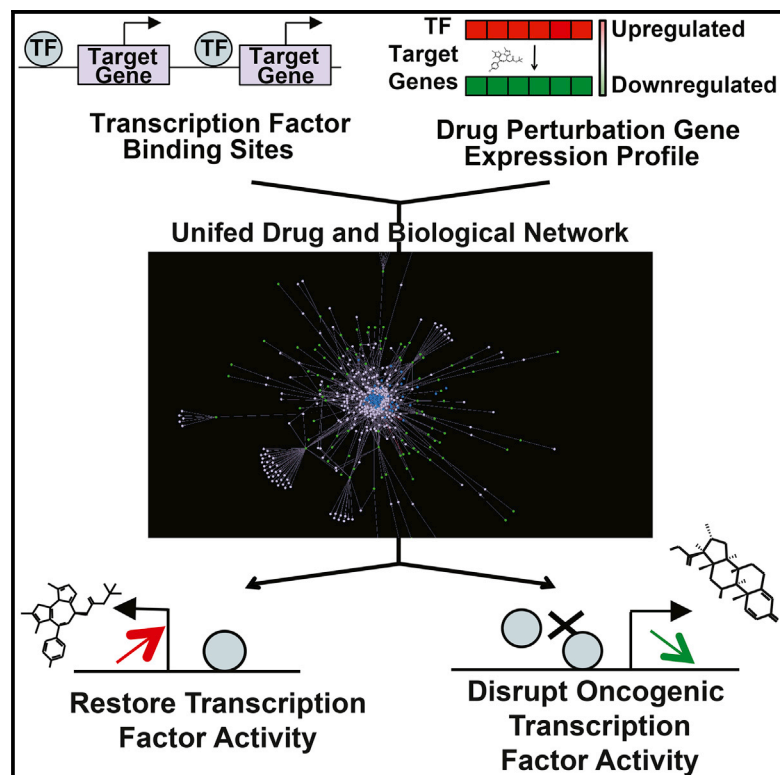 TF
Target
Gene
TF
Target
Gene
Transcription Factor
Binding Sites
TF
Target
Genes
Upregulated
Downregulated
Drug Perturbation Gene
Expression Profile
Unifed Drug and Biological Network
Restore Transcription
Factor Activity
Disrupt Oncogenic
Transcription
Factor Activity